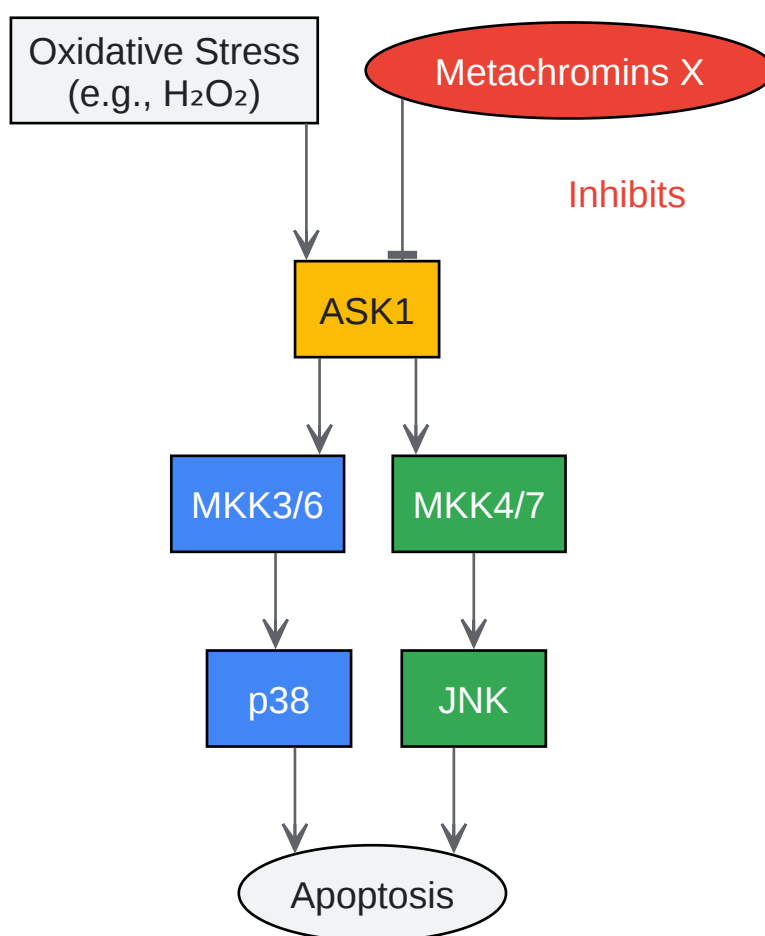 Oxidative Stress
(e.g., H₂O₂)
Metachromins X
Inhibits
ASK1
MKK3/6
MKK4/7
p38
JNK
Apoptosis